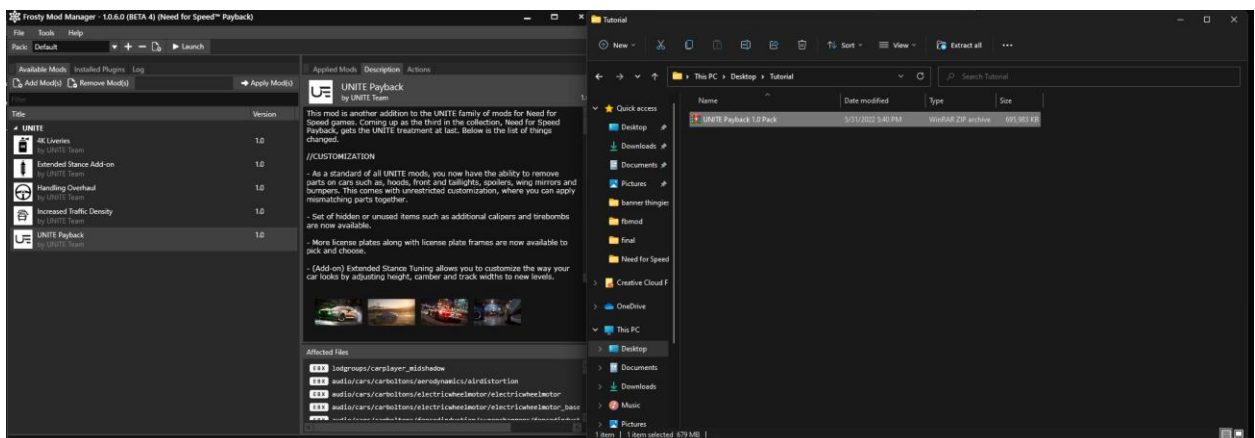 Frosty Mod Manager - 1.0.6.0 (BETA 4) (Need for Speed™ Payback)
File Tools Help
Pack: Default Launch
Available Mods Installed Plugins Log
Add Mod(s) Remove Mod(s) Apply Mod(s)
Filter
Title Version
UNITE
4K Liveries 1.0
by UNITE Team
Extended Stance Add-on 1.0
by UNITE Team
Handling Overhaul 1.0
by UNITE Team
Increased Traffic Density 1.0
by UNITE Team
UNITE Payback 1.0
by UNITE Team
Applied Mods Description Actions
UNITE Payback
by UNITE Team
This mod is another addition to the UNITE family of mods for Need for
Speed games. Coming up as the third in the collection, Need for Speed
Payback, gets the UNITE treatment at last. Below is the list of things
changed.
//CUSTOMIZATION
- As a standard of all UNITE mods, you now have the ability to remove
parts on cars such as, hoods, front and taillights, spoilers, wing mirrors and
bumpers. This comes with unrestricted customization, where you can apply
mismatching parts together.
- Set of hidden or unused items such as additional calipers and tirebombs
are now available.
- More license plates along with license plate frames are now available to
pick and choose.
- (Add-on) Extended Stance Tuning allows you to customize the way your
car looks by adjusting height, camber and track widths to new levels.
Affected Files
EBX lodgroups/carplayer_midshadow
EBX audio/cars/carboltons/aerodynamics/airdistortion
EBX audio/cars/carboltons/electricwheelmotor/electricwheelmotor
EBX audio/cars/carboltons/electricwheelmotor/electricwheelmotor_base
Tutorial
New Sort View Extract all
This PC Desktop Tutorial Search Tutorial
Name Date modified Type Size
UNITE Payback 1.0 Pack 5/31/2022 5:40 PM WinRAR ZIP archive 695,983 KB
Quick access
Desktop
Downloads
Documents
Pictures
banner thingies
fbmod
final
Need for Speed
Creative Cloud F
OneDrive
This PC
Desktop
Documents
Downloads
Music
Pictures
1 item 1 item selected 679 MB